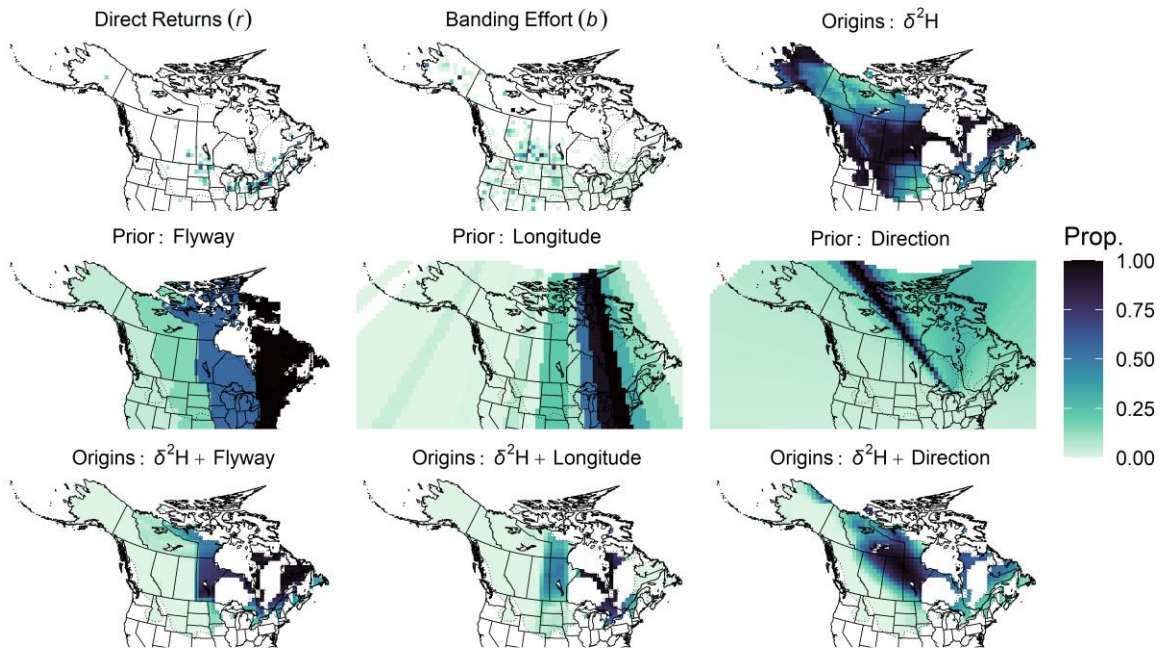 Direct Returns (r)
Banding Effort (b)
Origins: δ²H
Prior: Flyway
Prior: Longitude
Prior: Direction
Prop.
1.00
0.75
0.50
0.25
0.00
Origins: δ²H + Flyway
Origins: δ²H + Longitude
Origins: δ²H + Direction